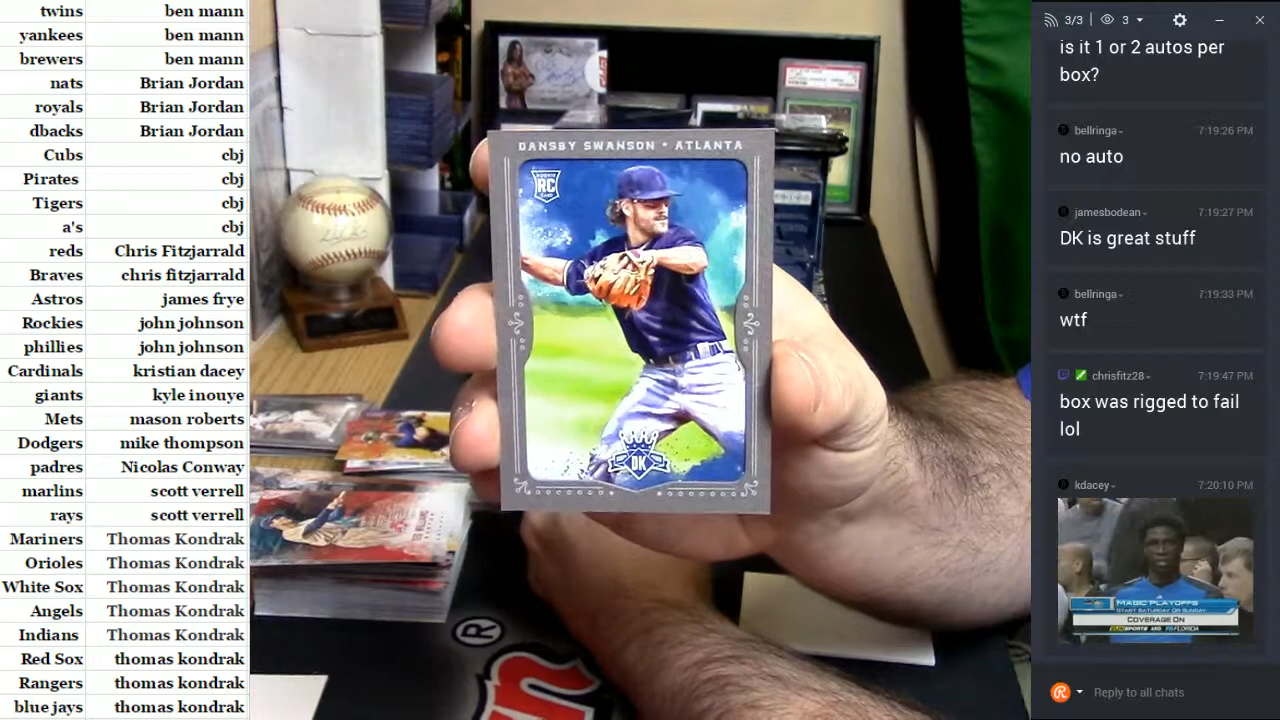 twins ben mann
yankees ben mann
brewers ben mann
nats Brian Jordan
royals Brian Jordan
dbacks Brian Jordan
Cubs cbj
Pirates cbj
Tigers cbj
a's cbj
reds Chris Fitzjarrald
Braves chris fitzjarrald
Astros james frye
Rockies john johnson
phillies john johnson
Cardinals kristian dacey
giants kyle inouye
Mets mason roberts
Dodgers mike thompson
padres Nicolas Conway
marlins scott verrell
rays scott verrell
Mariners Thomas Kondrak
Orioles Thomas Kondrak
White Sox Thomas Kondrak
Angels Thomas Kondrak
Indians Thomas Kondrak
Red Sox thomas kondrak
Rangers thomas kondrak
blue jays thomas kondrak
DANSBY SWANSON • ATLANTA
ROOKIE
RC
CARD
DK
®
3/3 3
is it 1 or 2 autos per
box?
bellringa 7:19:26 PM
no auto
jamesbodean 7:19:27 PM
DK is great stuff
bellringa 7:19:33 PM
wtf
chrisfitz28 7:19:47 PM
box was rigged to fail
lol
kdacey 7:20:10 PM
MAGIC PLAYOFFS
START SATURDAY OR SUNDAY
COVERAGE ON
Reply to all chats